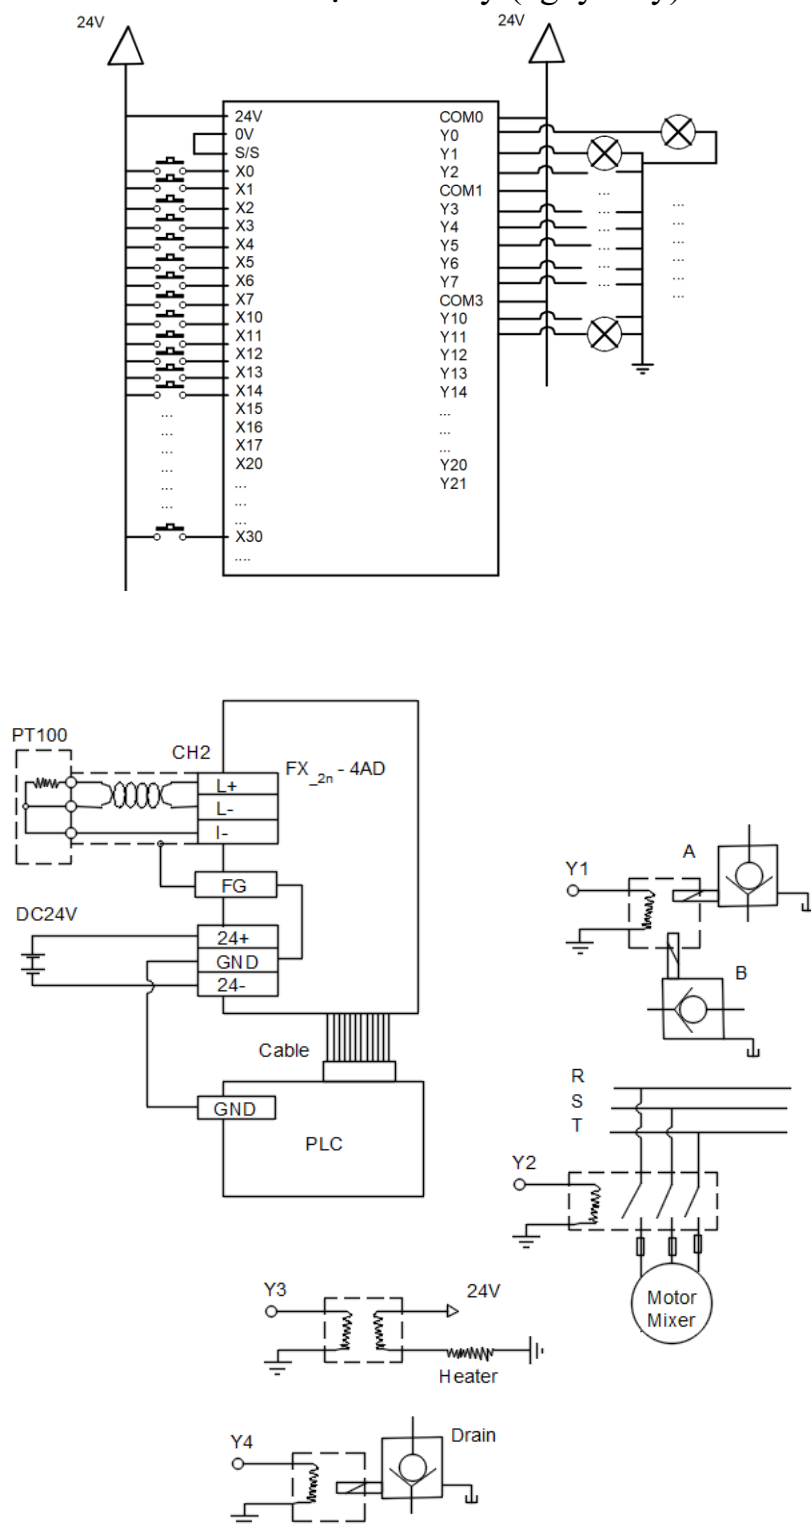 24V
24V
24V
0V
S/S
X0
X1
X2
X3
X4
X5
X6
X7
X10
X11
X12
X13
X14
X15
X16
X17
X20
...
...
...
X30
....
COM0
Y0
Y1
Y2
COM1
Y3
Y4
Y5
Y6
Y7
COM3
Y10
Y11
Y12
Y13
Y14
...
...
...
Y20
Y21
PT100
CH2
L+
L-
I-
FX_2n - 4AD
FG
DC24V
24+
GND
24-
Cable
GND
PLC
Y1
A
B
R
S
T
Y2
Motor
Mixer
Y3
24V
Heater
Y4
Drain